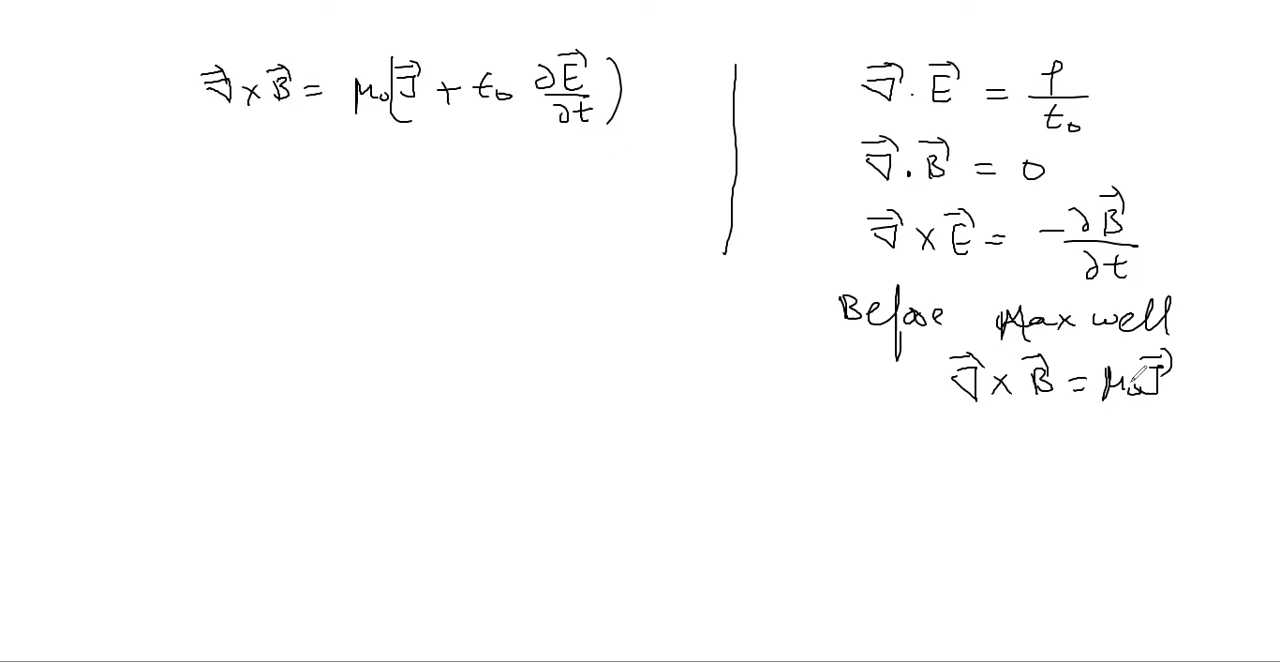 ∇⃗ × B⃗ = μ₀(J⃗ + ε₀ ∂E⃗/∂t)
∇⃗ . E⃗ = ρ/ε₀
∇⃗ . B⃗ = 0
∇⃗ × E⃗ = -∂B⃗/∂t
Before Maxwell
∇⃗ × B⃗ = μ₀J⃗